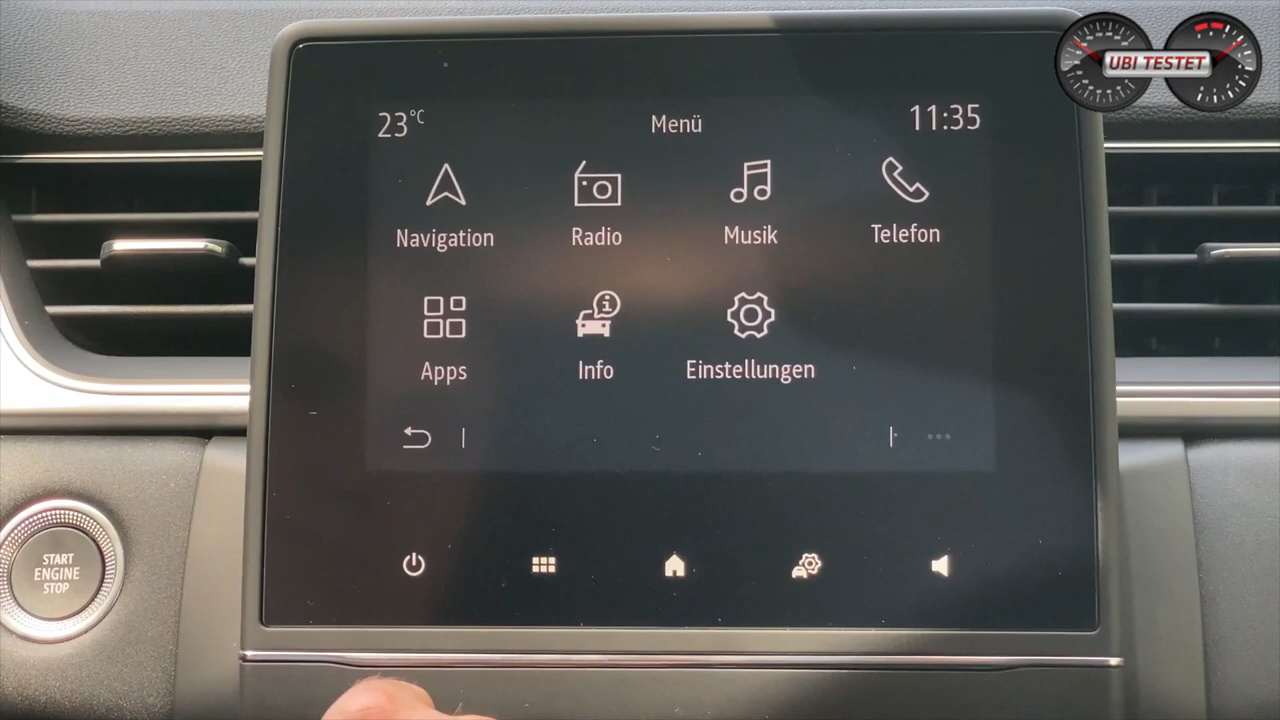 UBI TESTET
23°C
Menü
11:35
Navigation
Radio
Musik
Telefon
Apps
Info
Einstellungen
START
ENGINE
STOP